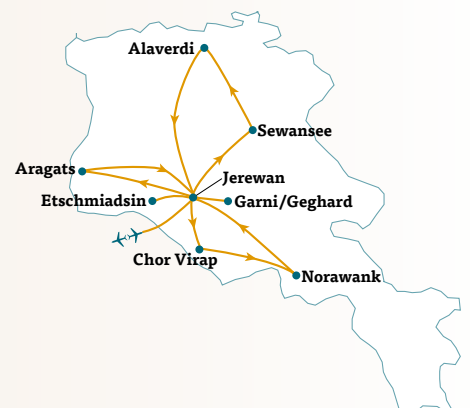 Alaverdi
Sewansee
Aragats
Jerewan
Etschmiadsin
Garni/Geghard
Chor Virap
Norawank